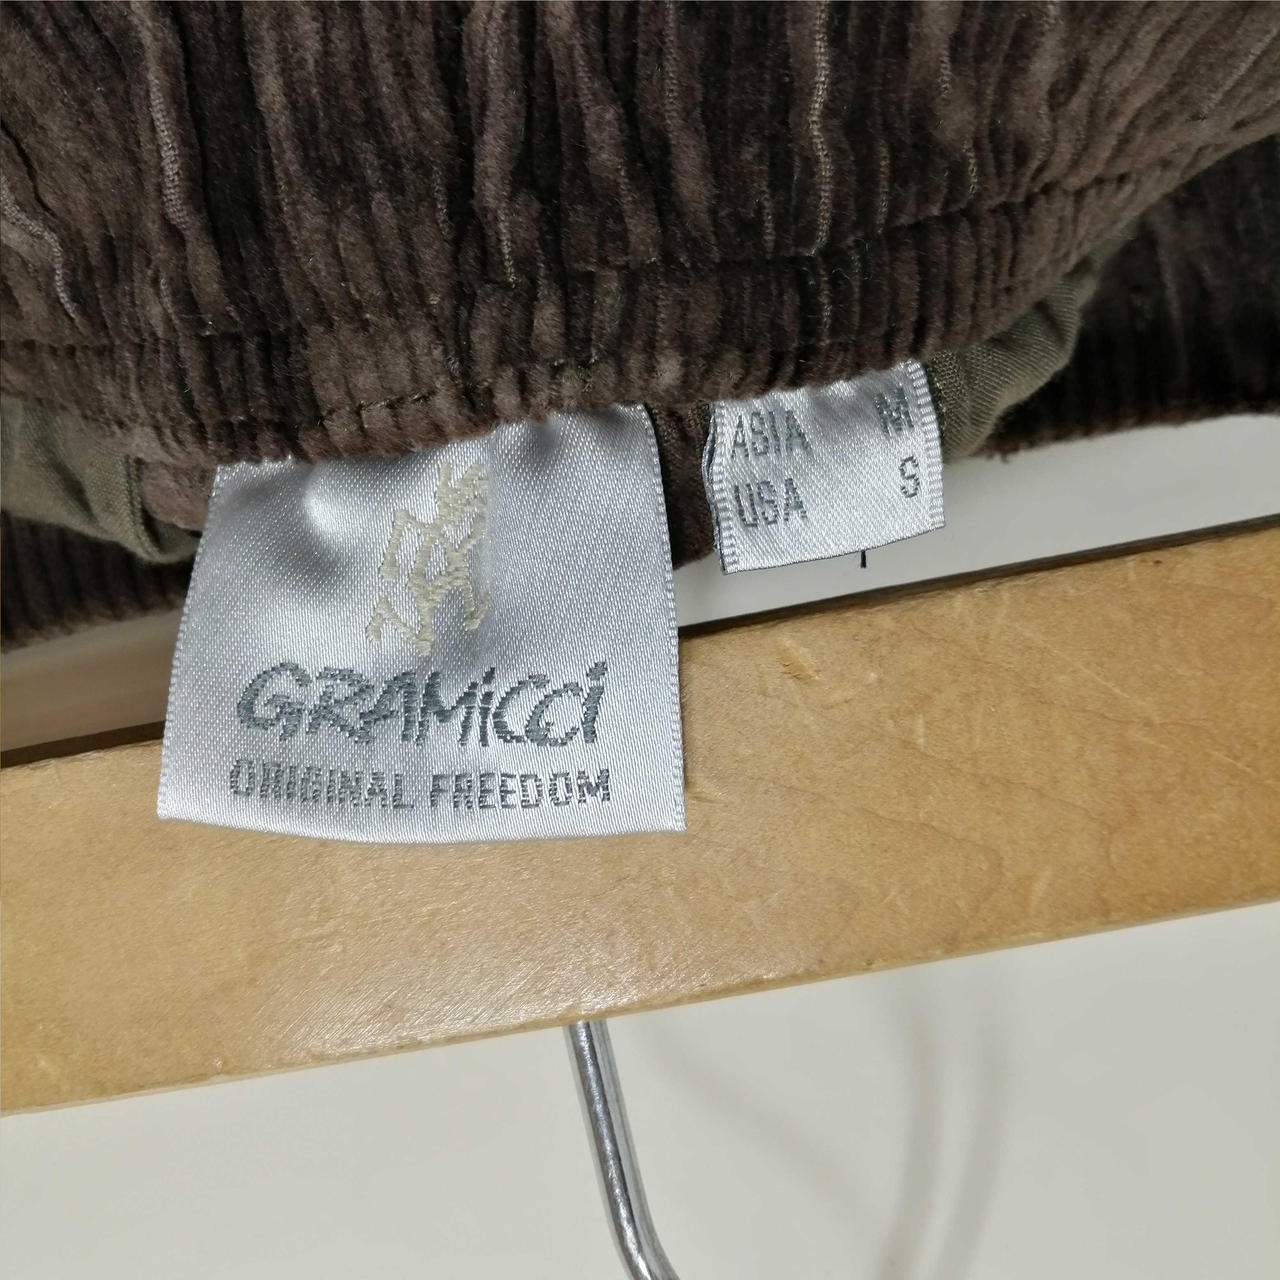 ASIA M
USA S
GRAMiCCi
ORIGINAL FREEDOM